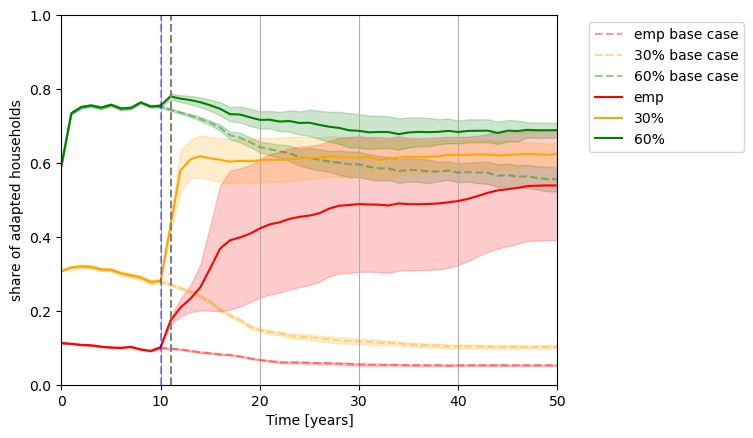 1.0
0.8
0.6
0.4
0.2
0.0
share of adapted households
0 10 20 30 40 50
Time [years]
emp base case
30% base case
60% base case
emp
30%
60%